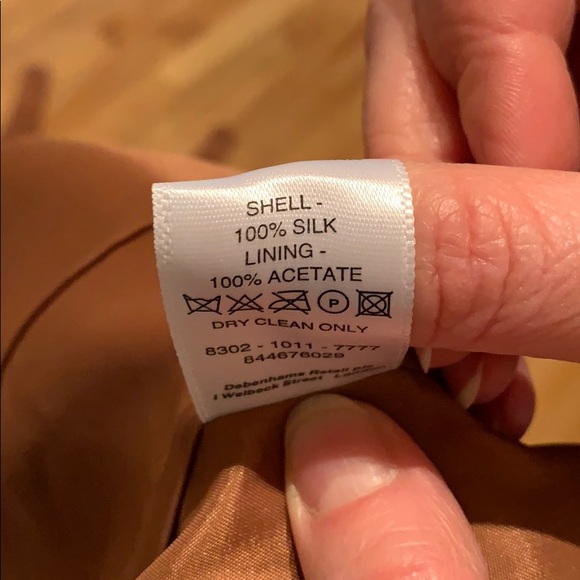 SHELL -
100% SILK
LINING -
100% ACETATE
P
DRY CLEAN ONLY
8302 - 1011 - 7777
844676029
Debenhams Retail Plc
1 Welbeck Street London